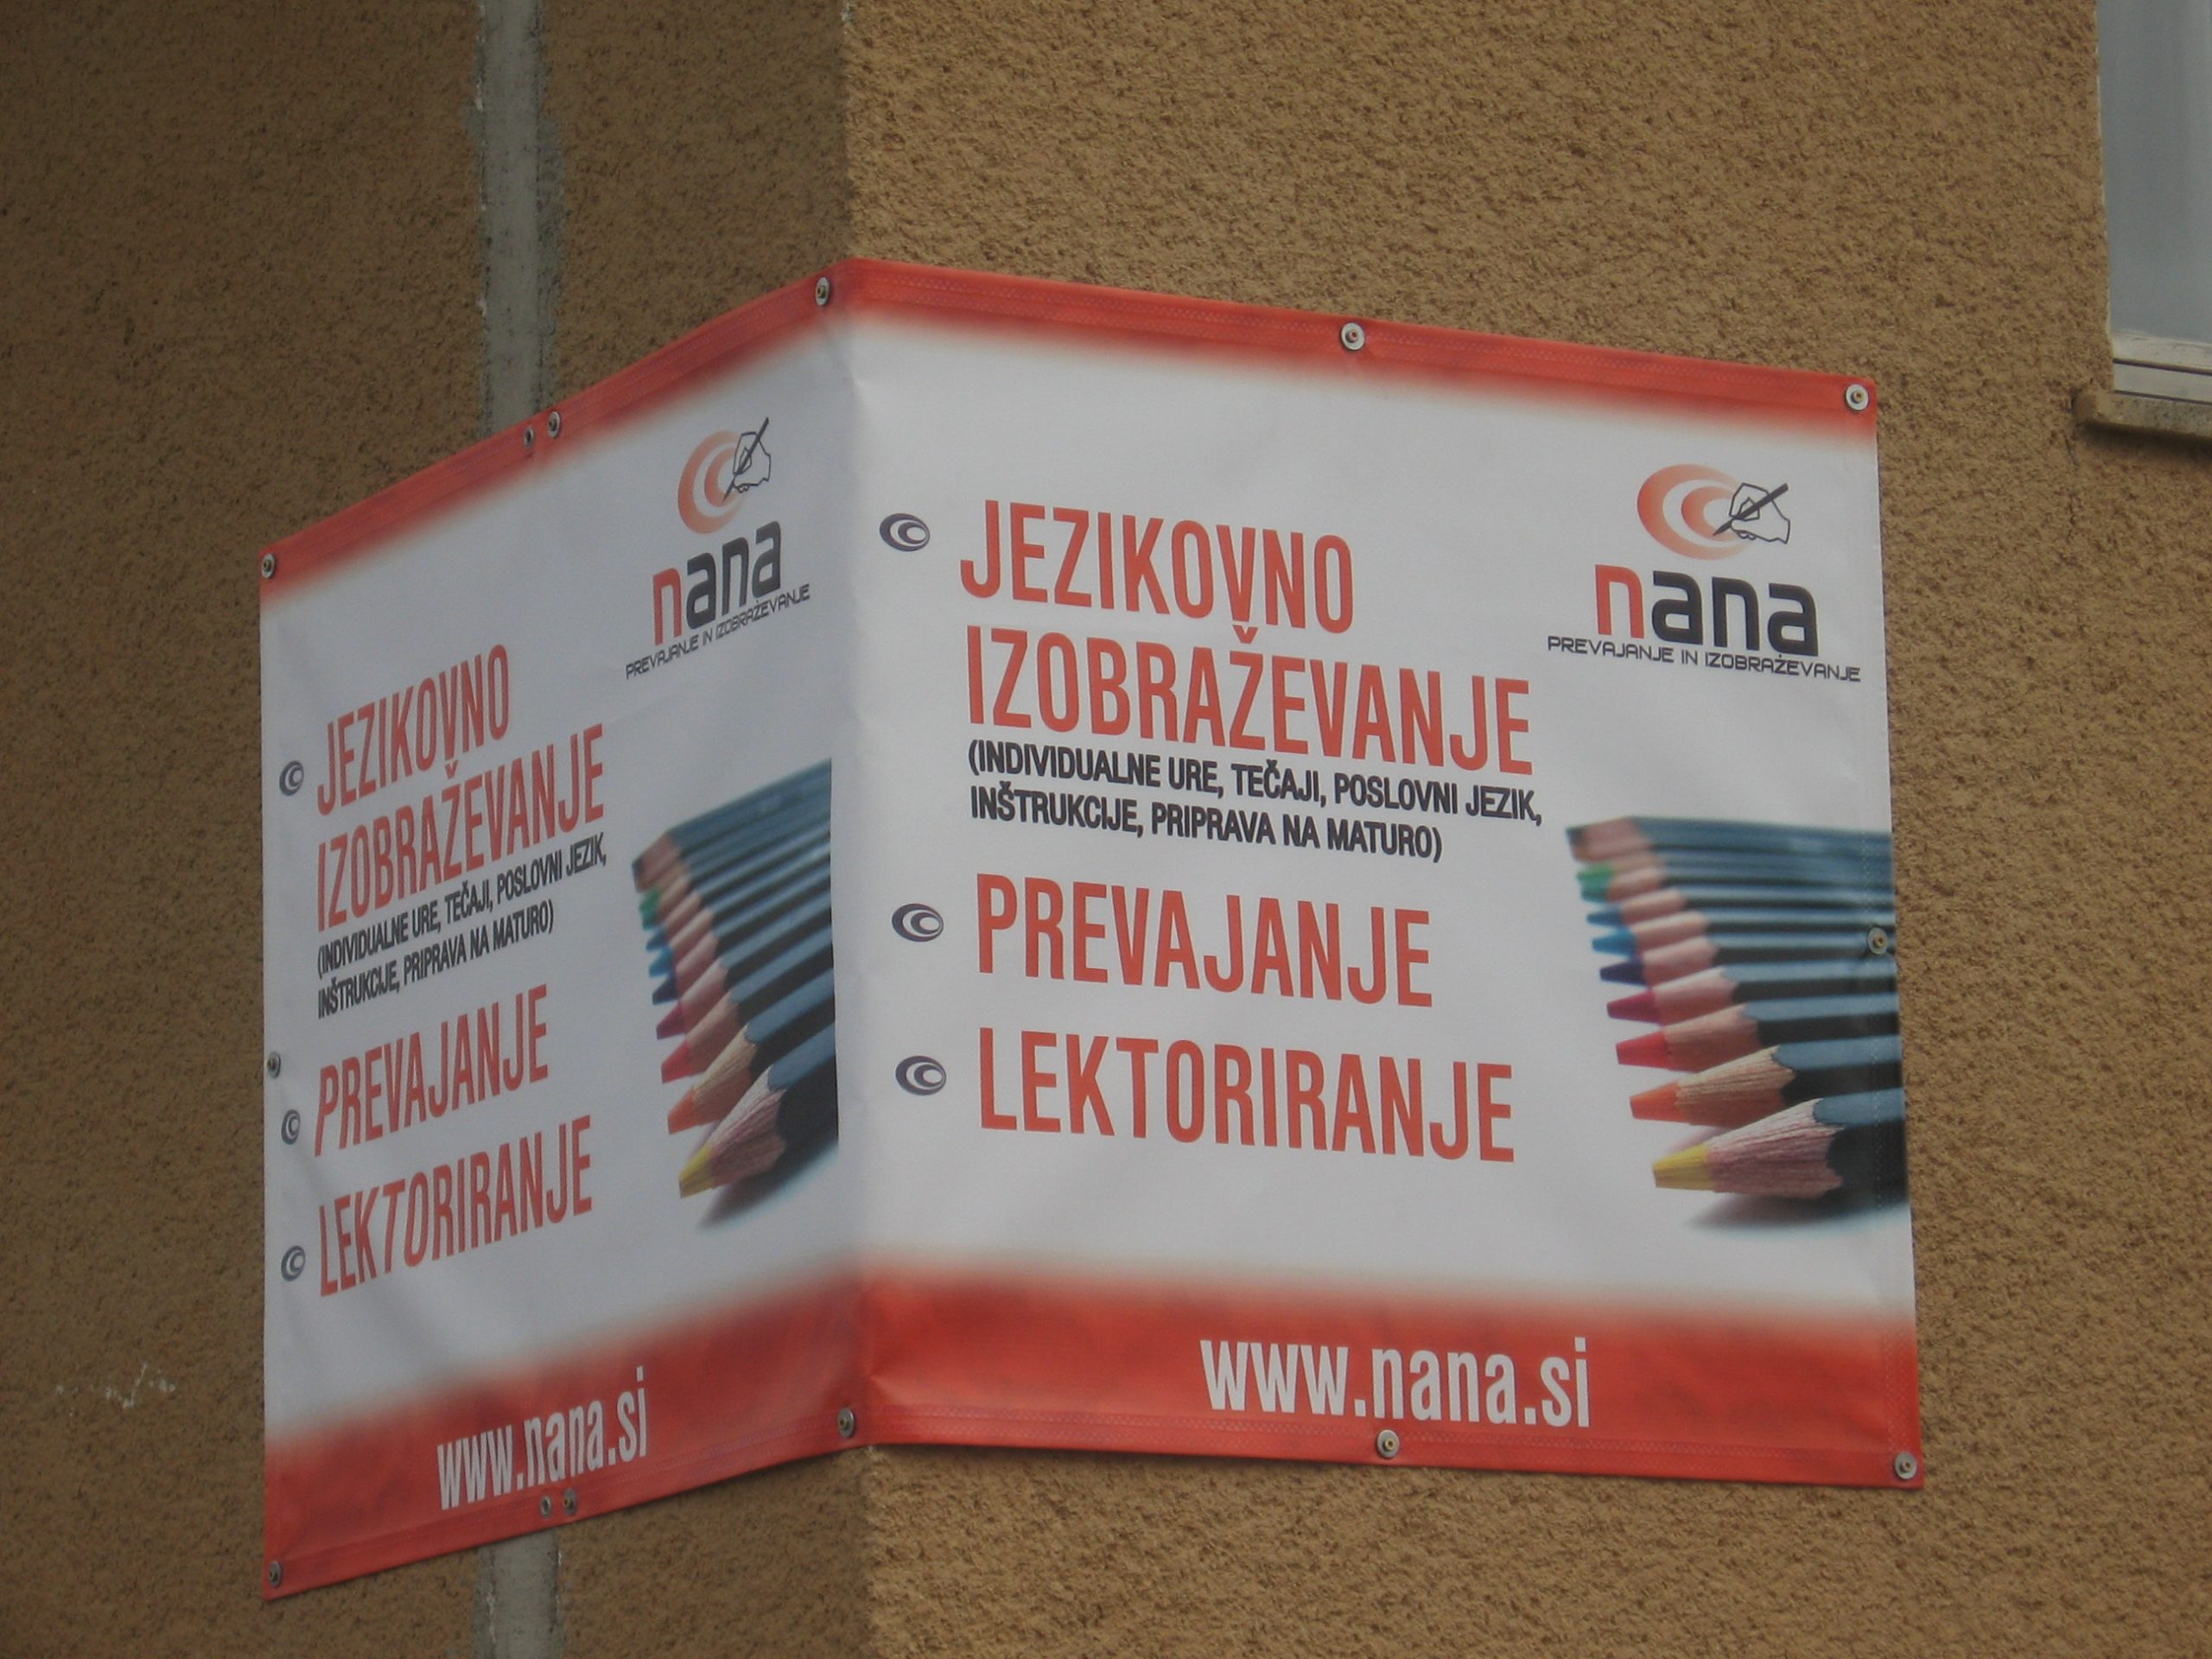 nana
PREVAJANJE IN IZOBRAŽEVANJE
JEZIKOVNO
IZOBRAŽEVANJE
(INDIVIDUALNE URE, TEČAJI, POSLOVNI JEZIK,
INŠTRUKCIJE, PRIPRAVA NA MATURO)
PREVAJANJE
LEKTORIRANJE
www.nana.si
nana
PREVAJANJE IN IZOBRAŽEVANJE
JEZIKOVNO
IZOBRAŽEVANJE
(INDIVIDUALNE URE, TEČAJI, POSLOVNI JEZIK,
INŠTRUKCIJE, PRIPRAVA NA MATURO)
PREVAJANJE
LEKTORIRANJE
www.nana.si